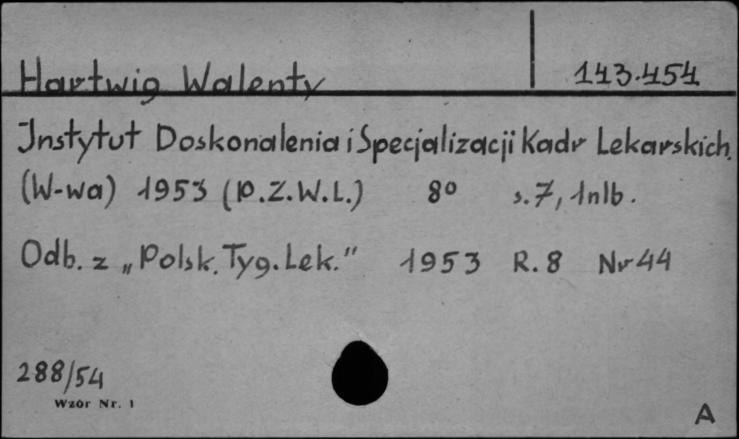 Hartwig Walenty 143.454
Instytut Doskonalenia i Specjalizacji Kadr Lekarskich.
(W-wa) 1953 (P.Z.W.L.) 8° s.7, 1nlb.
Odb. z „Polsk. Tyg. Lek." 1953 R. 8 Nr 44
288/54
Wzór Nr. 1
A